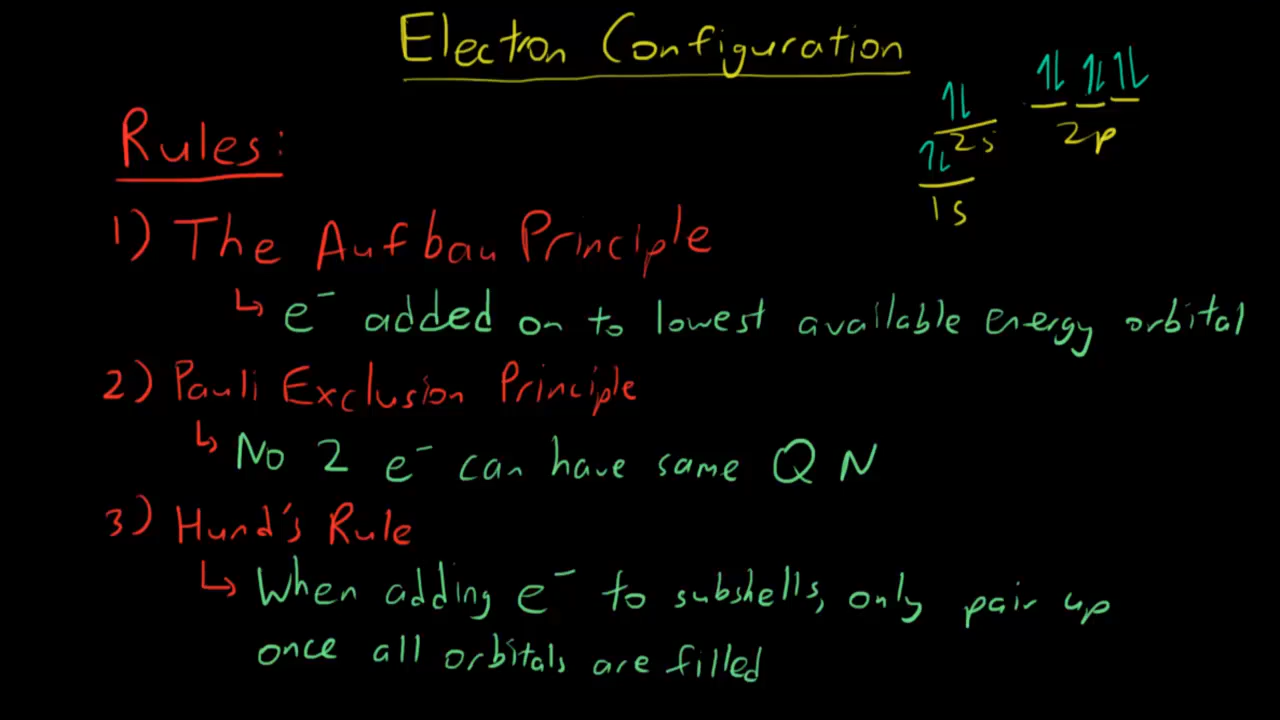 Electron Configuration
Rules:
1) The Aufbau Principle
↳ e⁻ added on to lowest available energy orbital
2) Pauli Exclusion Principle
↳ No 2 e⁻ can have same QN
3) Hund's Rule
↳ When adding e⁻ to subshells, only pair up
once all orbitals are filled
↿⇂ ↿⇂ ↿⇂ ↿⇂
2s 2p
↿⇂
1s